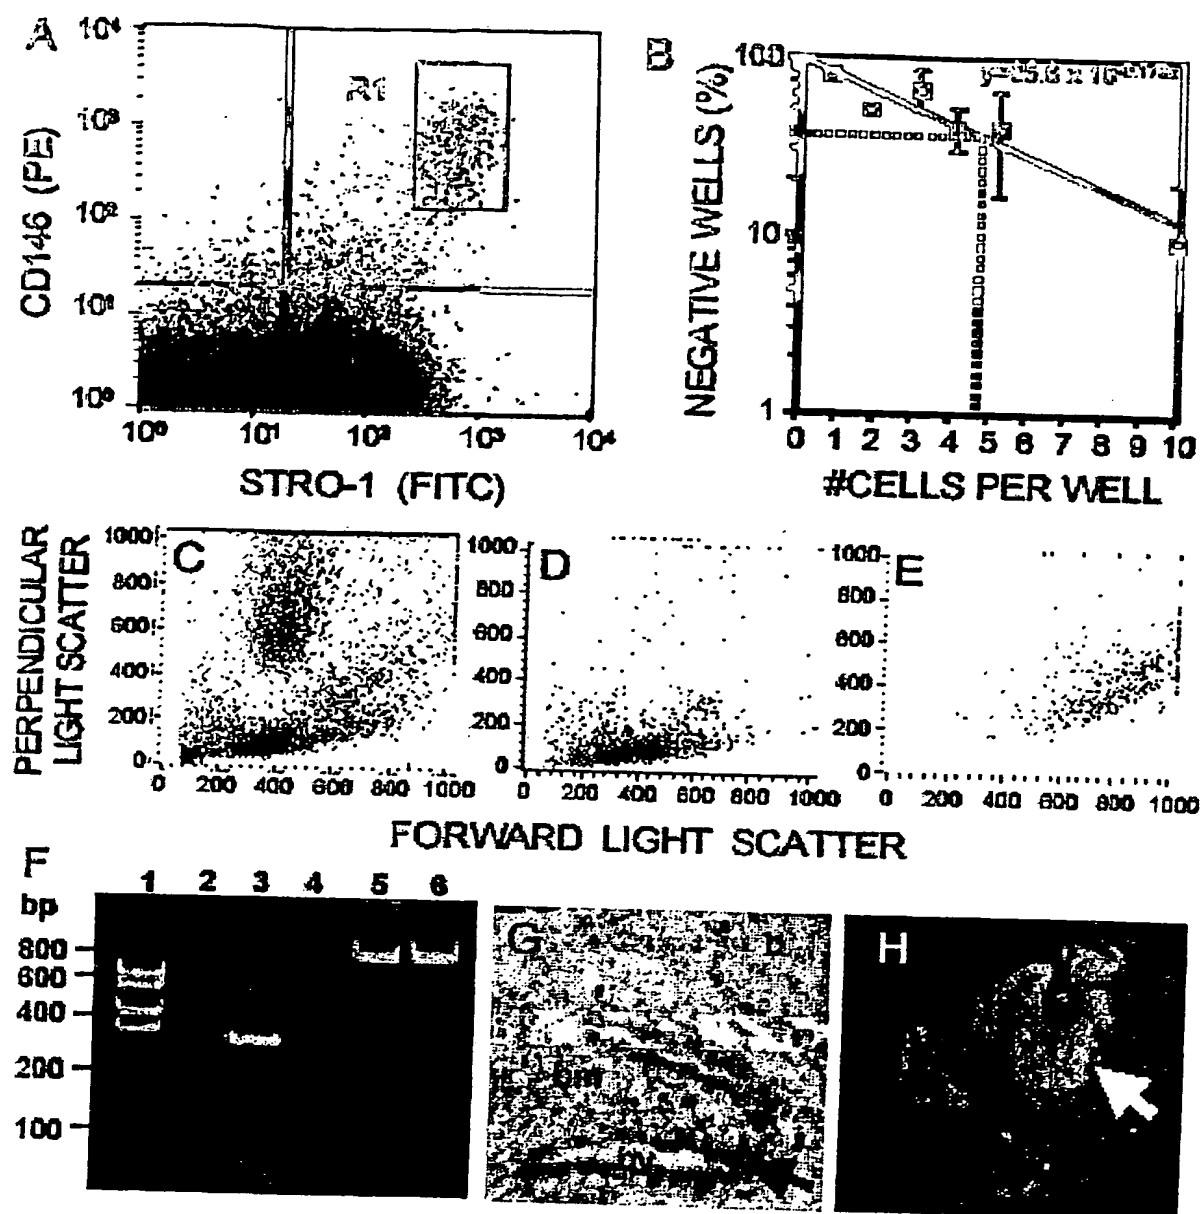 A
10⁴
10³
10²
10¹
10⁰
CD146 (PE)
R1
10⁰ 10¹ 10² 10³ 10⁴
STRO-1 (FITC)
B
100
10
1
NEGATIVE WELLS (%)
0 1 2 3 4 5 6 7 8 9 10
#CELLS PER WELL
PERPENDICULAR
LIGHT SCATTER
C
1000
800
600
400
200
0
0 200 400 600 800 1000
D
1000
800
600
400
200
0
0 200 400 600 800 1000
E
1000
800
600
400
200
0
0 200 400 600 800 1000
FORWARD LIGHT SCATTER
F
1 2 3 4 5 6
bp
800
600
400
200
100
G
b
bm
bv
H